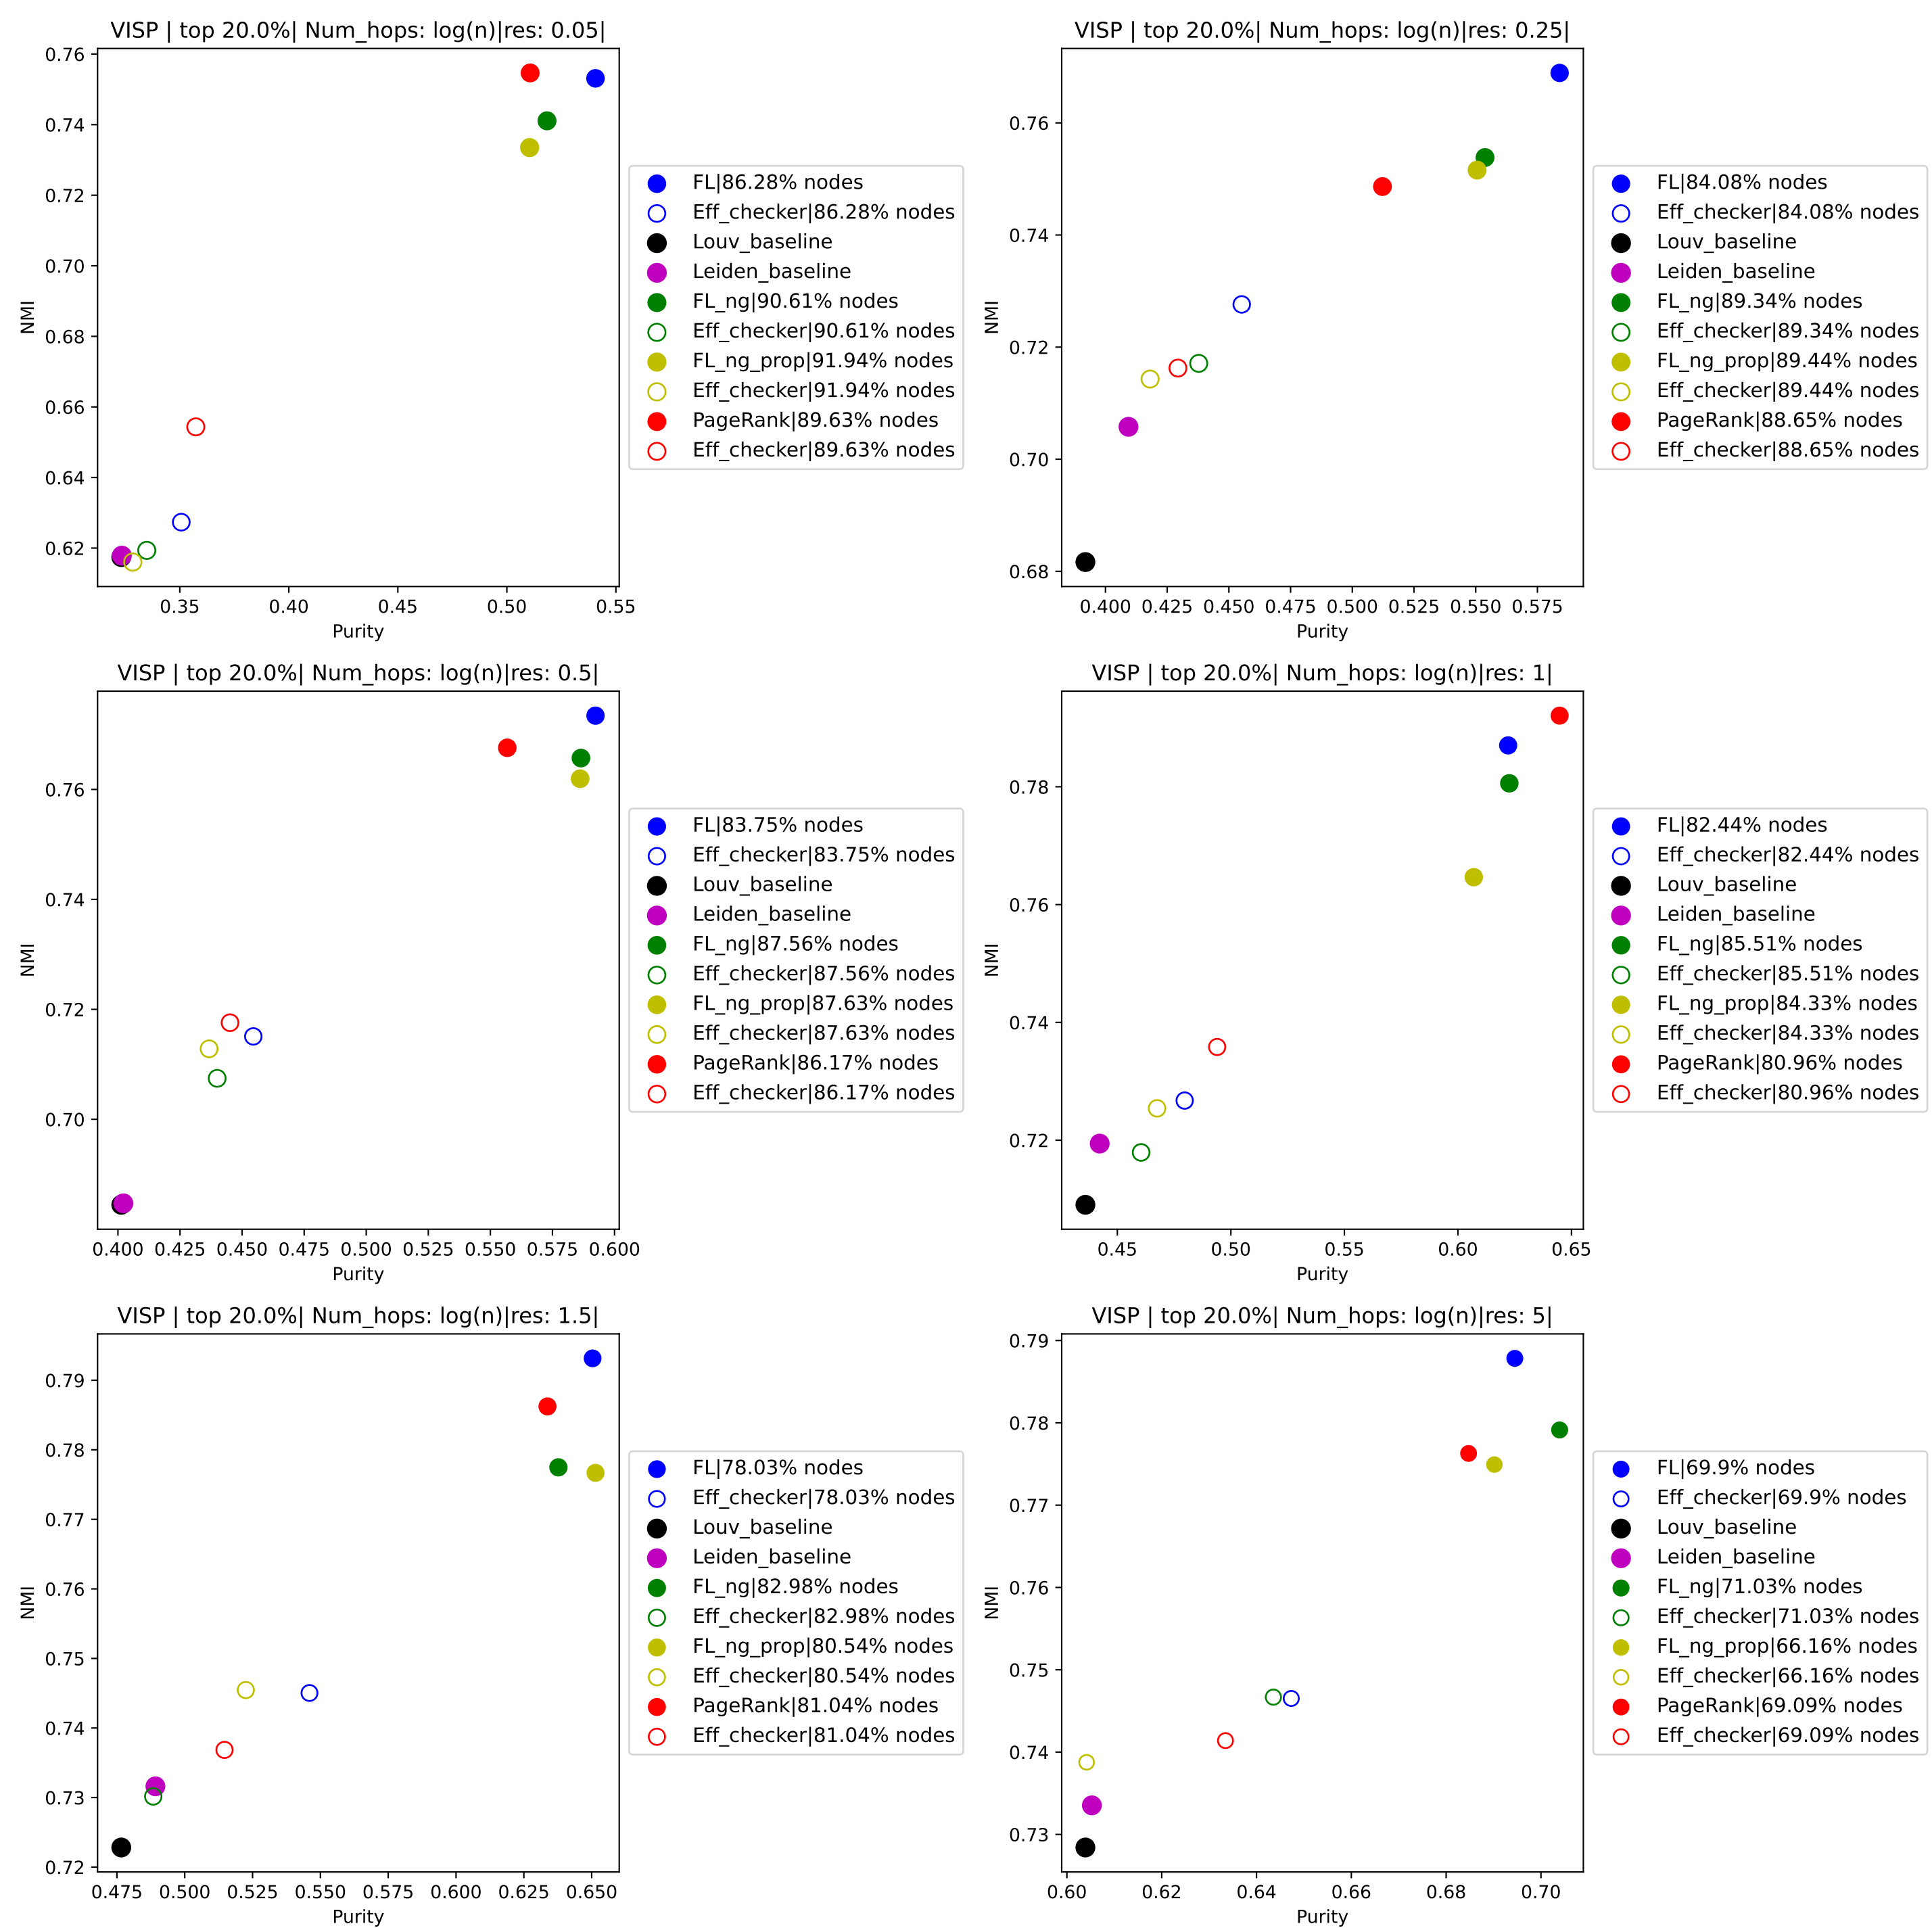 VISP | top 20.0%| Num_hops: log(n)|res: 0.05|
0.76
0.74
0.72
0.70
0.68
0.66
0.64
0.62
NMI
0.35 0.40 0.45 0.50 0.55
Purity
FL|86.28% nodes
Eff_checker|86.28% nodes
Louv_baseline
Leiden_baseline
FL_ng|90.61% nodes
Eff_checker|90.61% nodes
FL_ng_prop|91.94% nodes
Eff_checker|91.94% nodes
PageRank|89.63% nodes
Eff_checker|89.63% nodes
VISP | top 20.0%| Num_hops: log(n)|res: 0.25|
0.76
0.74
0.72
0.70
0.68
NMI
0.400 0.425 0.450 0.475 0.500 0.525 0.550 0.575
Purity
FL|84.08% nodes
Eff_checker|84.08% nodes
Louv_baseline
Leiden_baseline
FL_ng|89.34% nodes
Eff_checker|89.34% nodes
FL_ng_prop|89.44% nodes
Eff_checker|89.44% nodes
PageRank|88.65% nodes
Eff_checker|88.65% nodes
VISP | top 20.0%| Num_hops: log(n)|res: 0.5|
0.76
0.74
0.72
0.70
NMI
0.400 0.425 0.450 0.475 0.500 0.525 0.550 0.575 0.600
Purity
FL|83.75% nodes
Eff_checker|83.75% nodes
Louv_baseline
Leiden_baseline
FL_ng|87.56% nodes
Eff_checker|87.56% nodes
FL_ng_prop|87.63% nodes
Eff_checker|87.63% nodes
PageRank|86.17% nodes
Eff_checker|86.17% nodes
VISP | top 20.0%| Num_hops: log(n)|res: 1|
0.78
0.76
0.74
0.72
NMI
0.45 0.50 0.55 0.60 0.65
Purity
FL|82.44% nodes
Eff_checker|82.44% nodes
Louv_baseline
Leiden_baseline
FL_ng|85.51% nodes
Eff_checker|85.51% nodes
FL_ng_prop|84.33% nodes
Eff_checker|84.33% nodes
PageRank|80.96% nodes
Eff_checker|80.96% nodes
VISP | top 20.0%| Num_hops: log(n)|res: 1.5|
0.79
0.78
0.77
0.76
0.75
0.74
0.73
0.72
NMI
0.475 0.500 0.525 0.550 0.575 0.600 0.625 0.650
Purity
FL|78.03% nodes
Eff_checker|78.03% nodes
Louv_baseline
Leiden_baseline
FL_ng|82.98% nodes
Eff_checker|82.98% nodes
FL_ng_prop|80.54% nodes
Eff_checker|80.54% nodes
PageRank|81.04% nodes
Eff_checker|81.04% nodes
VISP | top 20.0%| Num_hops: log(n)|res: 5|
0.79
0.78
0.77
0.76
0.75
0.74
0.73
NMI
0.60 0.62 0.64 0.66 0.68 0.70
Purity
FL|69.9% nodes
Eff_checker|69.9% nodes
Louv_baseline
Leiden_baseline
FL_ng|71.03% nodes
Eff_checker|71.03% nodes
FL_ng_prop|66.16% nodes
Eff_checker|66.16% nodes
PageRank|69.09% nodes
Eff_checker|69.09% nodes